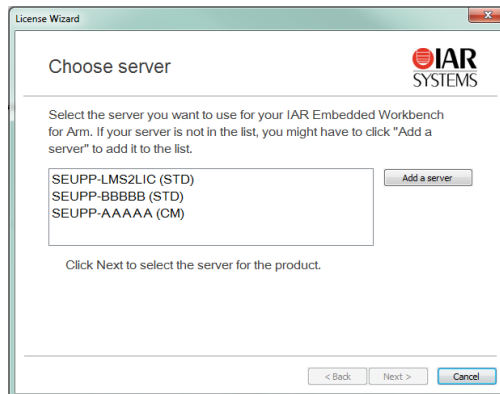 License Wizard
x
Choose server
IAR
SYSTEMS
Select the server you want to use for your IAR Embedded Workbench
for Arm. If your server is not in the list, you might have to click "Add a
server" to add it to the list.
SEUPP-LMS2LIC (STD)
SEUPP-BBBBB (STD)
SEUPP-AAAAA (CM)
Add a server
Click Next to select the server for the product.
< Back
Next >
Cancel